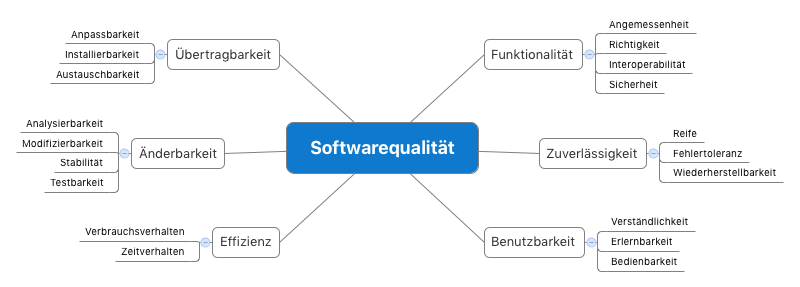 Softwarequalität
Übertragbarkeit
Anpassbarkeit
Installierbarkeit
Austauschbarkeit
Änderbarkeit
Analysierbarkeit
Modifizierbarkeit
Stabilität
Testbarkeit
Effizienz
Verbrauchsverhalten
Zeitverhalten
Funktionalität
Angemessenheit
Richtigkeit
Interoperabilität
Sicherheit
Zuverlässigkeit
Reife
Fehlertoleranz
Wiederherstellbarkeit
Benutzbarkeit
Verständlichkeit
Erlernbarkeit
Bedienbarkeit